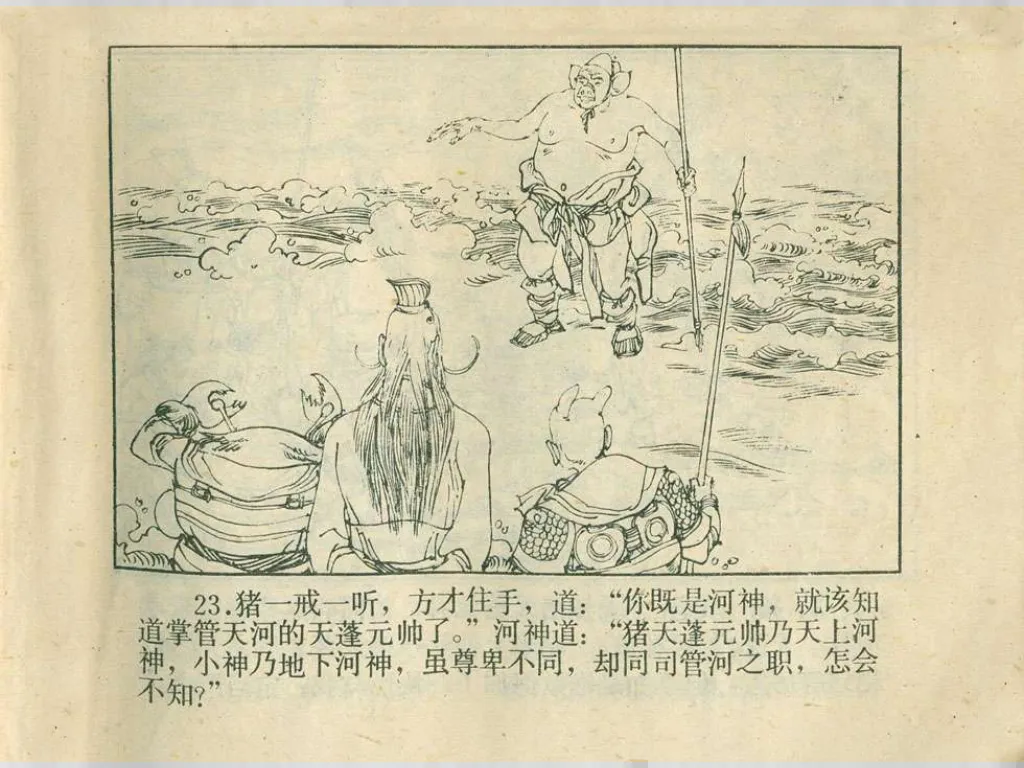 23.猪一戒一听，方才住手，道：“你既是河神，就该知
道掌管天河的天蓬元帅了。”河神道：“猪天蓬元帅乃天上河
神，小神乃地下河神，虽尊卑不同，却同司管河之职，怎会
不知？”